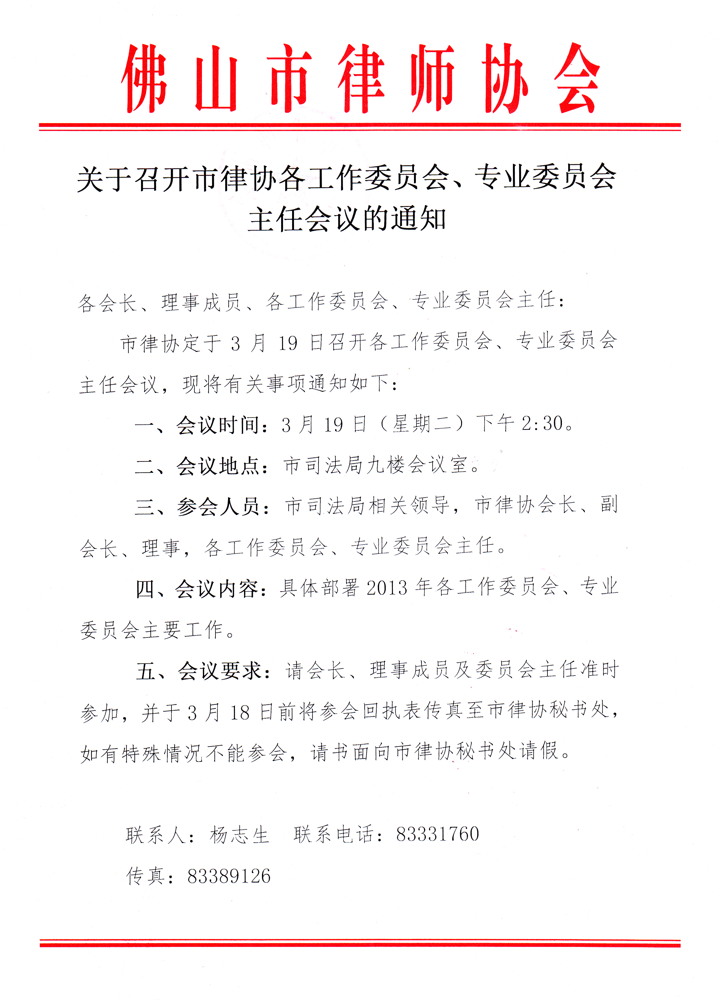 佛山市律师协会
关于召开市律协各工作委员会、专业委员会
主任会议的通知
各会长、理事成员、各工作委员会、专业委员会主任：
市律协定于 3 月 19 日召开各工作委员会、专业委员会
主任会议，现将有关事项通知如下：
一、会议时间：3 月 19 日（星期二）下午 2:30。
二、会议地点：市司法局九楼会议室。
三、参会人员：市司法局相关领导，市律协会长、副
会长、理事，各工作委员会、专业委员会主任。
四、会议内容：具体部署 2013 年各工作委员会、专业
委员会主要工作。
五、会议要求：请会长、理事成员及委员会主任准时
参加，并于 3 月 18 日前将参会回执表传真至市律协秘书处，
如有特殊情况不能参会，请书面向市律协秘书处请假。
联系人：杨志生 联系电话：83331760
传真：83389126